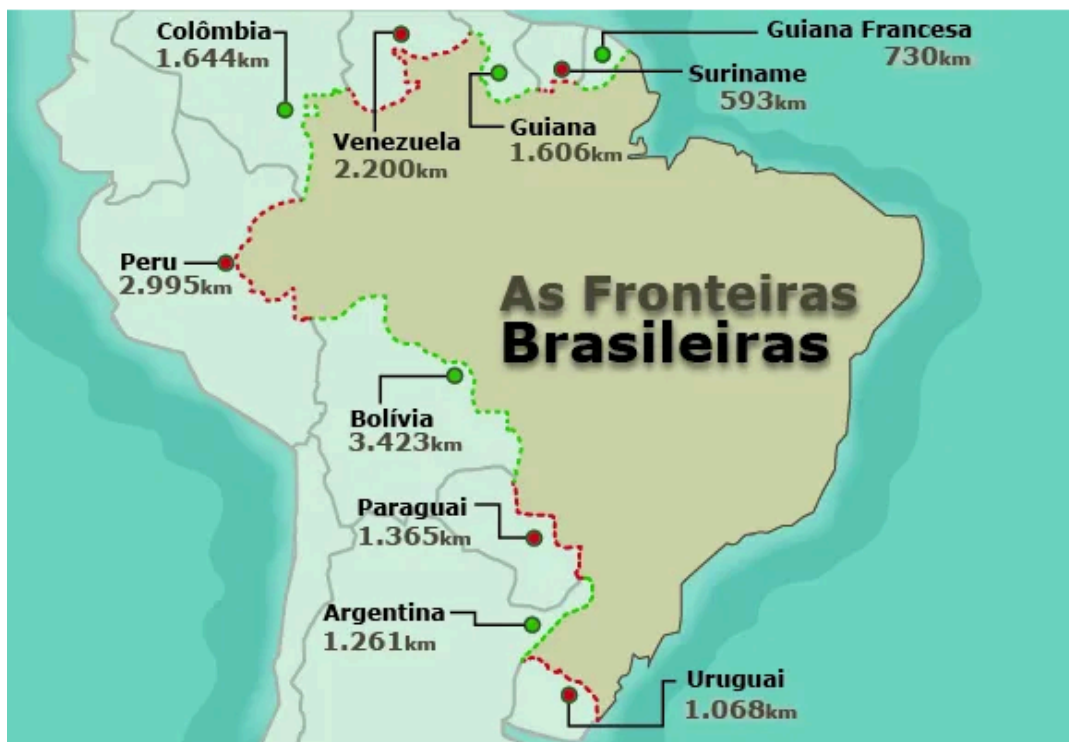 Colômbia
1.644km
Guiana Francesa
730km
Suriname
593km
Venezuela
2.200km
Guiana
1.606km
Peru
2.995km
As Fronteiras
Brasileiras
Bolívia
3.423km
Paraguai
1.365km
Argentina
1.261km
Uruguai
1.068km